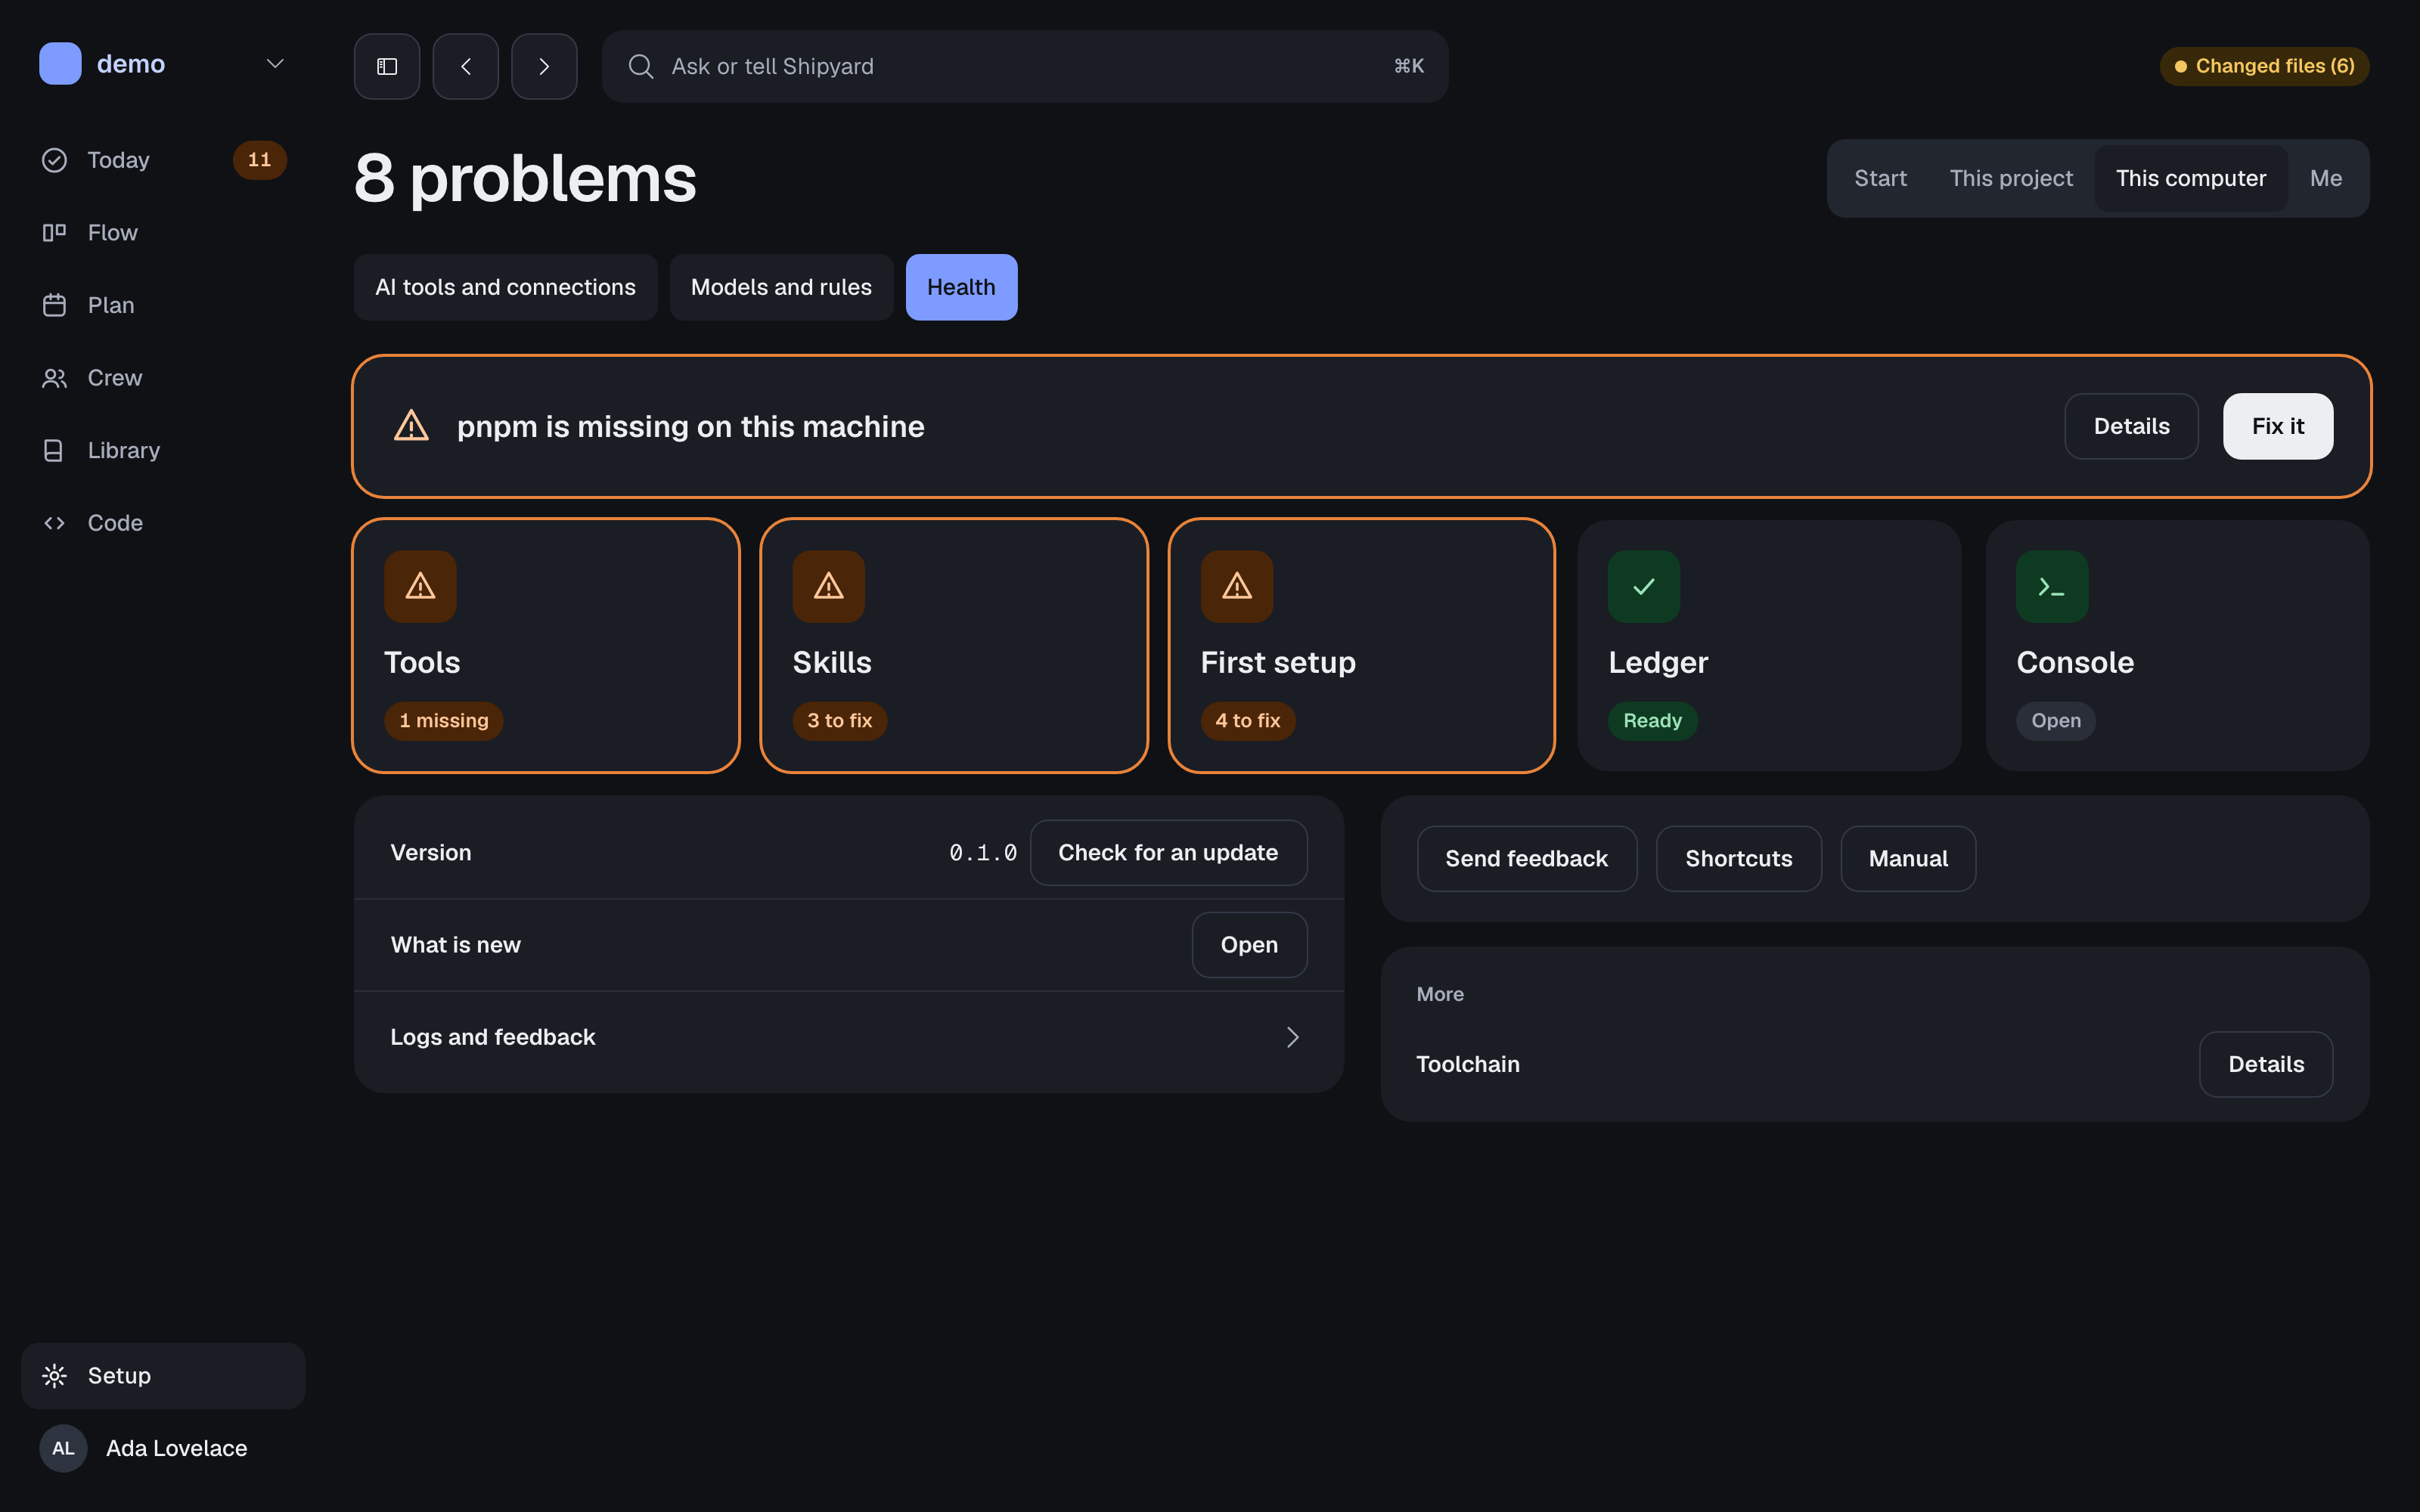 demo
Ask or tell Shipyard
⌘K
Changed files (6)
Today
11
Flow
Plan
Crew
Library
Code
8 problems
Start
This project
This computer
Me
AI tools and connections
Models and rules
Health
pnpm is missing on this machine
Details
Fix it
Tools
1 missing
Skills
3 to fix
First setup
4 to fix
Ledger
Ready
Console
Open
Version
0.1.0
Check for an update
What is new
Open
Logs and feedback
Send feedback
Shortcuts
Manual
More
Toolchain
Details
Setup
AL
Ada Lovelace